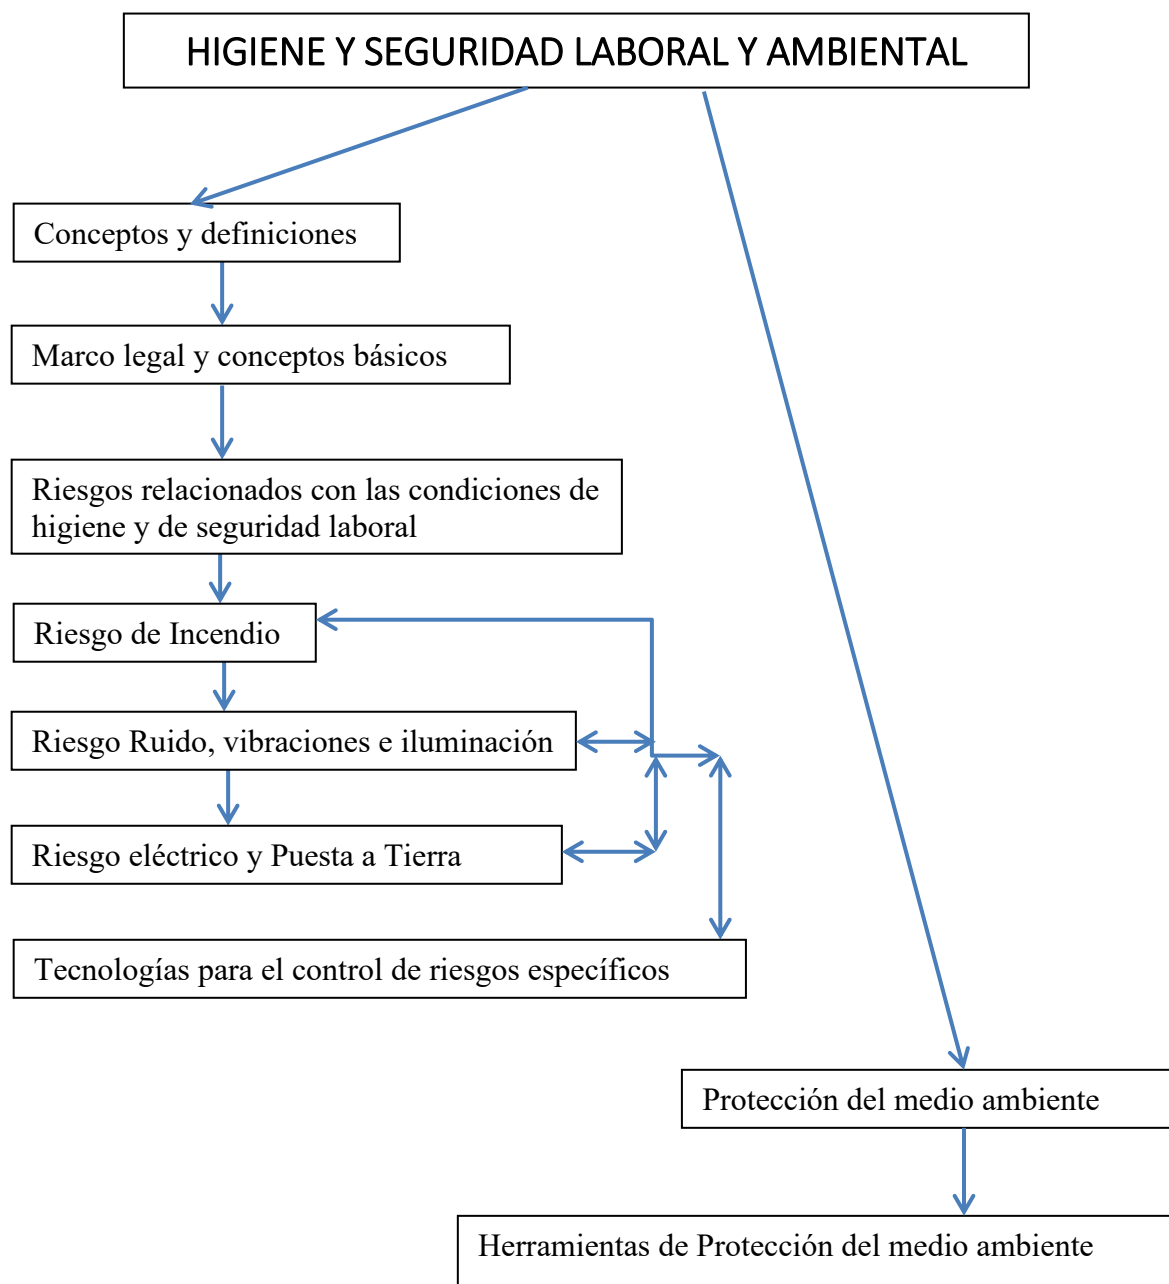 HIGIENE Y SEGURIDAD LABORAL Y AMBIENTAL
Conceptos y definiciones
Marco legal y conceptos básicos
Riesgos relacionados con las condiciones de
higiene y de seguridad laboral
Riesgo de Incendio
Riesgo Ruido, vibraciones e iluminación
Riesgo eléctrico y Puesta a Tierra
Tecnologías para el control de riesgos específicos
Protección del medio ambiente
Herramientas de Protección del medio ambiente